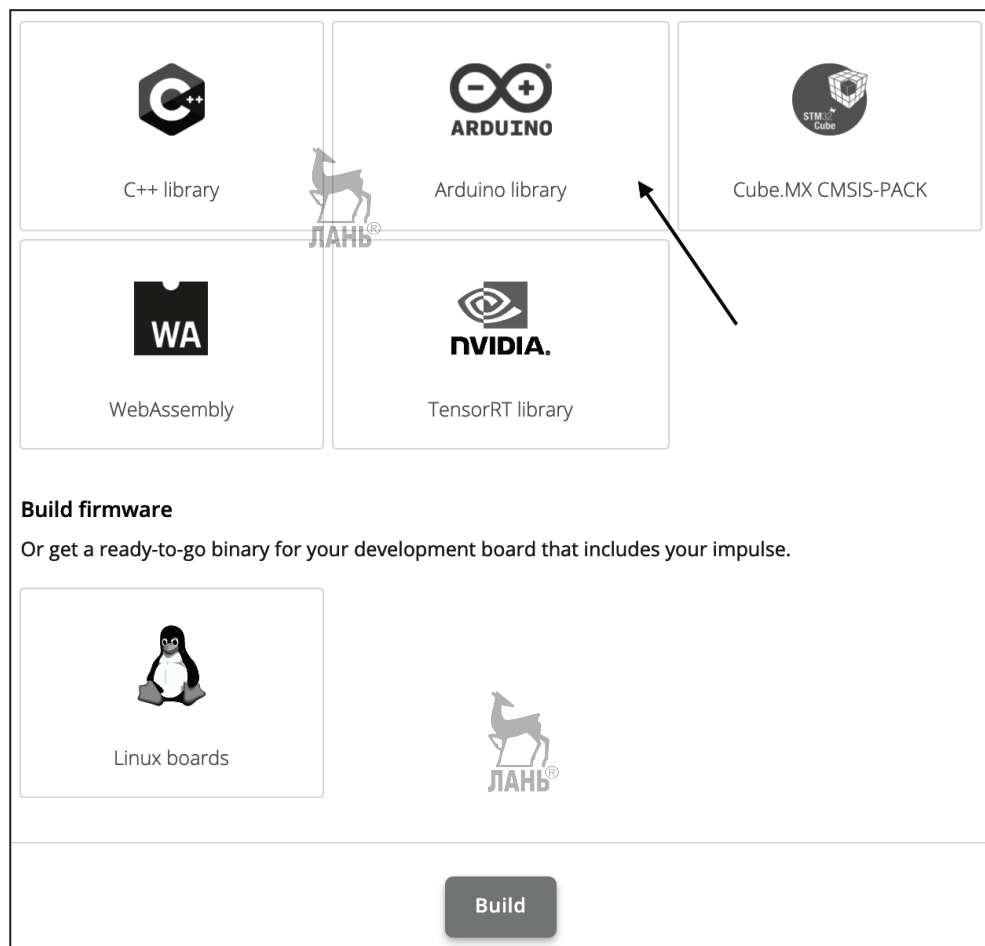 C++
ARDUINO
STM32
Cube
C++ library
Arduino library
Cube.MX CMSIS-PACK
ЛАНЬ®
WA
NVIDIA.
WebAssembly
TensorRT library
Build firmware
Or get a ready-to-go binary for your development board that includes your impulse.
Linux boards
ЛАНЬ®
Build